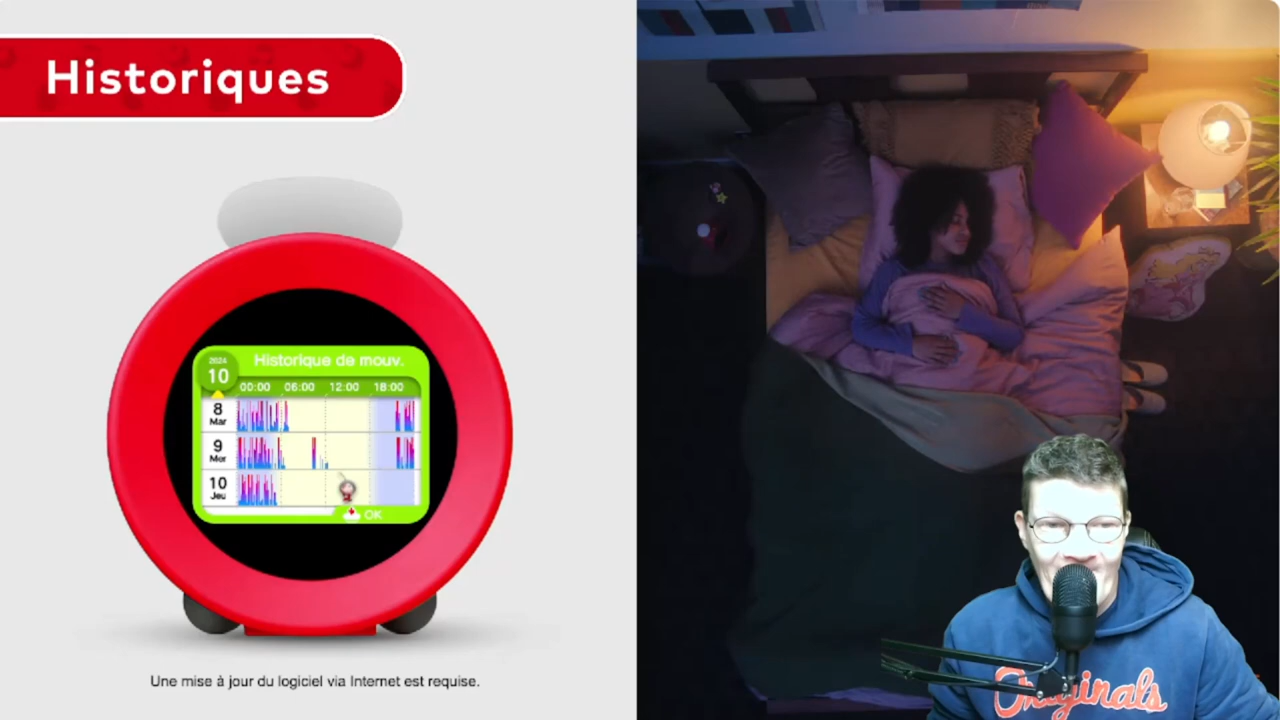 Historiques
2024
10
Historique de mouv.
00:00 06:00 12:00 18:00
8
Mar
9
Mer
10
Jeu
OK
Une mise à jour du logiciel via Internet est requise.
Originals